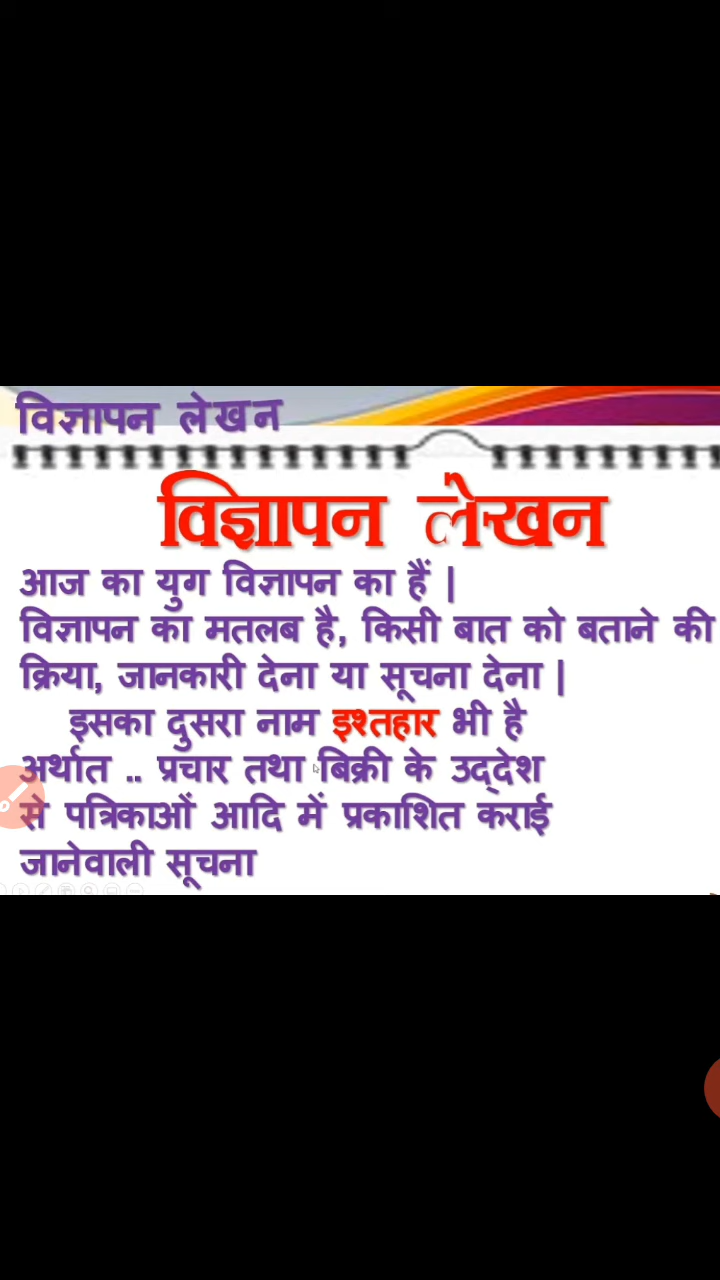 विज्ञापन लेखन
विज्ञापन लेखन
आज का युग विज्ञापन का हैं |
विज्ञापन का मतलब है, किसी बात को बताने की
क्रिया, जानकारी देना या सूचना देना |
इसका दुसरा नाम इश्तहार भी है
अर्थात .. प्रचार तथा बिक्री के उद्देश
से पत्रिकाओं आदि में प्रकाशित कराई
जानेवाली सूचना